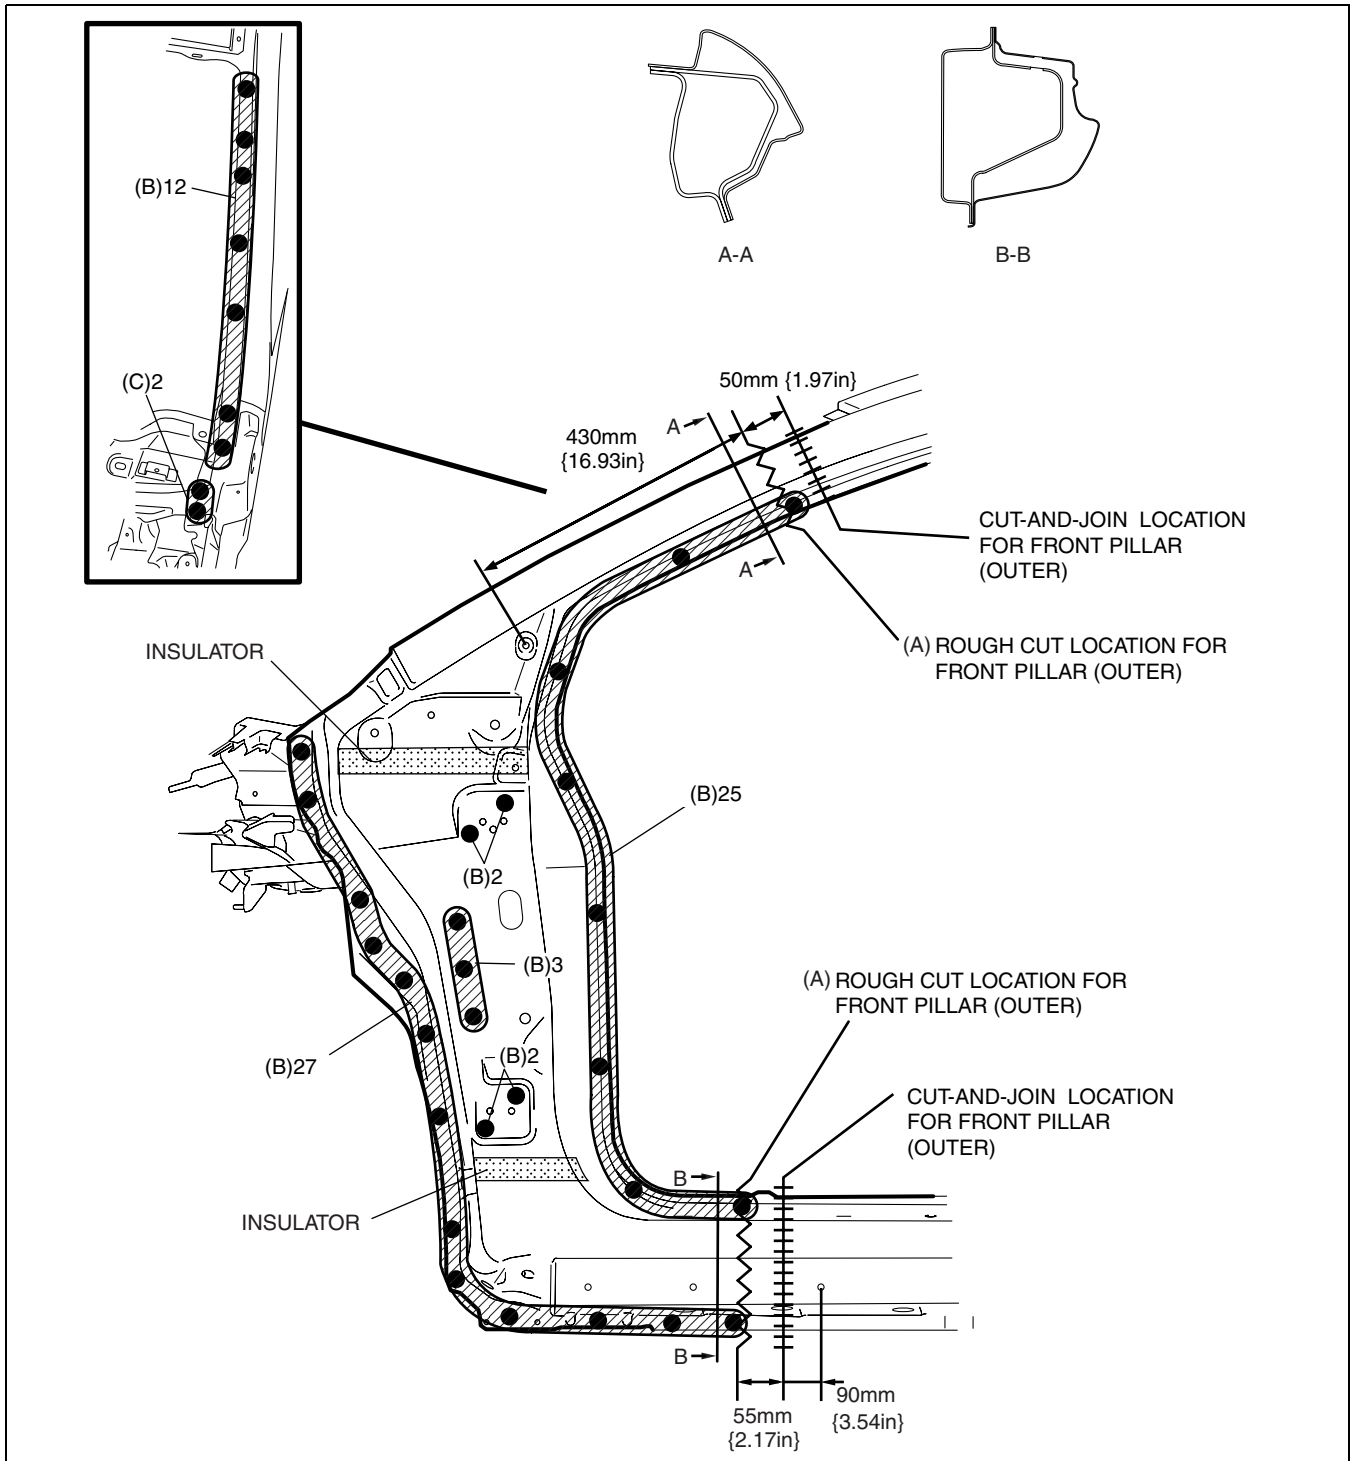 (B)12
(C)2
A-A
B-B
50mm {1.97in}
A
430mm
{16.93in}
CUT-AND-JOIN LOCATION
FOR FRONT PILLAR
(OUTER)
A
(A) ROUGH CUT LOCATION FOR
FRONT PILLAR (OUTER)
INSULATOR
(B)25
(B)2
(B)3
(A) ROUGH CUT LOCATION FOR
FRONT PILLAR (OUTER)
(B)2
(B)27
CUT-AND-JOIN LOCATION
FOR FRONT PILLAR
(OUTER)
B
INSULATOR
B
90mm
{3.54in}
55mm
{2.17in}